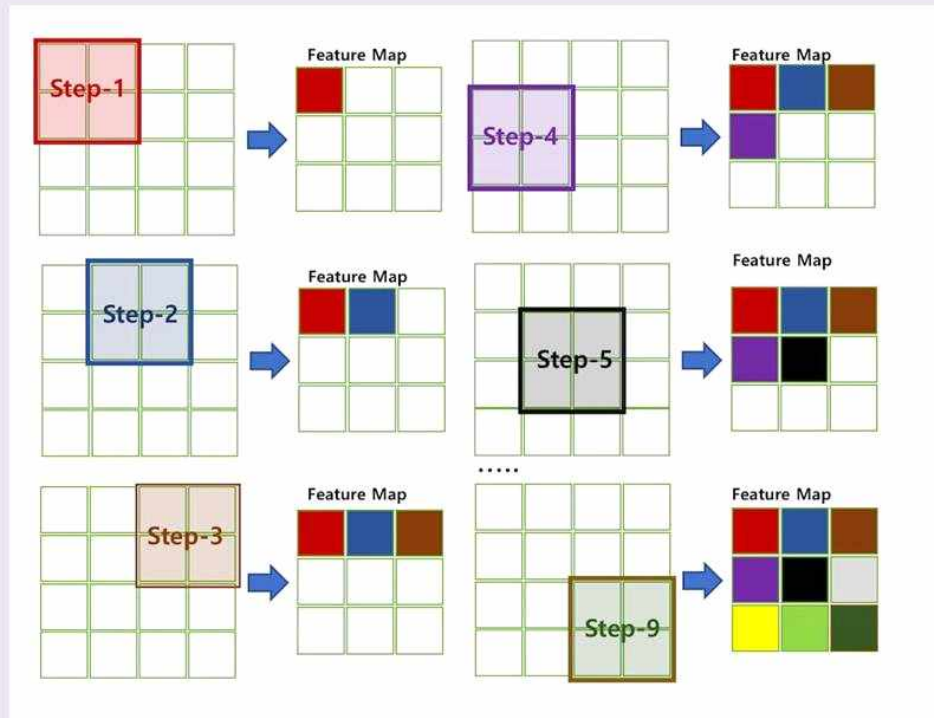 Feature Map
Step-1
Feature Map
Step-4
Feature Map
Step-2
Feature Map
Step-5
.....
Feature Map
Step-3
Feature Map
Step-9